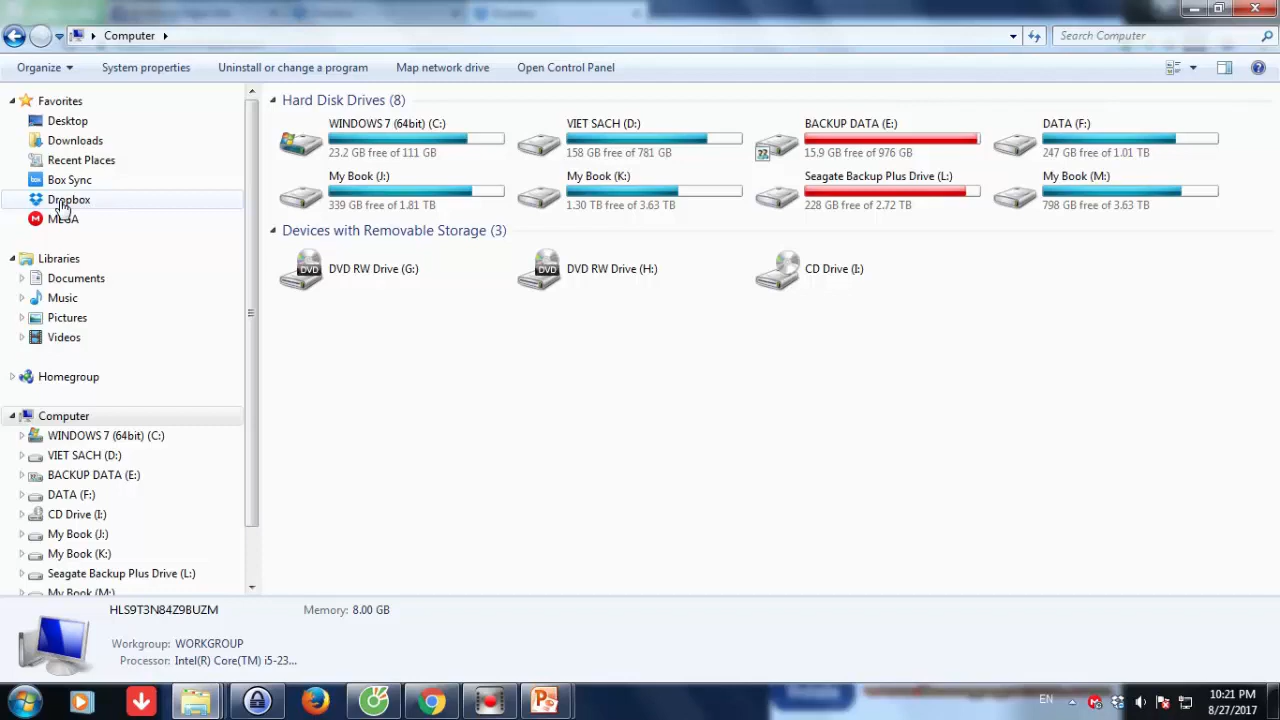 Computer
Search Computer
Organize
System properties
Uninstall or change a program
Map network drive
Open Control Panel
Favorites
Desktop
Downloads
Recent Places
Box Sync
Dropbox
MEGA
Libraries
Documents
Music
Pictures
Videos
Homegroup
Computer
WINDOWS 7 (64bit) (C:)
VIET SACH (D:)
BACKUP DATA (E:)
DATA (F:)
CD Drive (I:)
My Book (J:)
My Book (K:)
Seagate Backup Plus Drive (L:)
My Book (M:)
Hard Disk Drives (8)
WINDOWS 7 (64bit) (C:)
23.2 GB free of 111 GB
VIET SACH (D:)
158 GB free of 781 GB
BACKUP DATA (E:)
15.9 GB free of 976 GB
DATA (F:)
247 GB free of 1.01 TB
My Book (J:)
339 GB free of 1.81 TB
My Book (K:)
1.30 TB free of 3.63 TB
Seagate Backup Plus Drive (L:)
228 GB free of 2.72 TB
My Book (M:)
798 GB free of 3.63 TB
Devices with Removable Storage (3)
DVD RW Drive (G:)
DVD RW Drive (H:)
CD Drive (I:)
HLS9T3N84Z9BUZM
Memory: 8.00 GB
Workgroup: WORKGROUP
Processor: Intel(R) Core(TM) i5-23...
EN
10:21 PM
8/27/2017